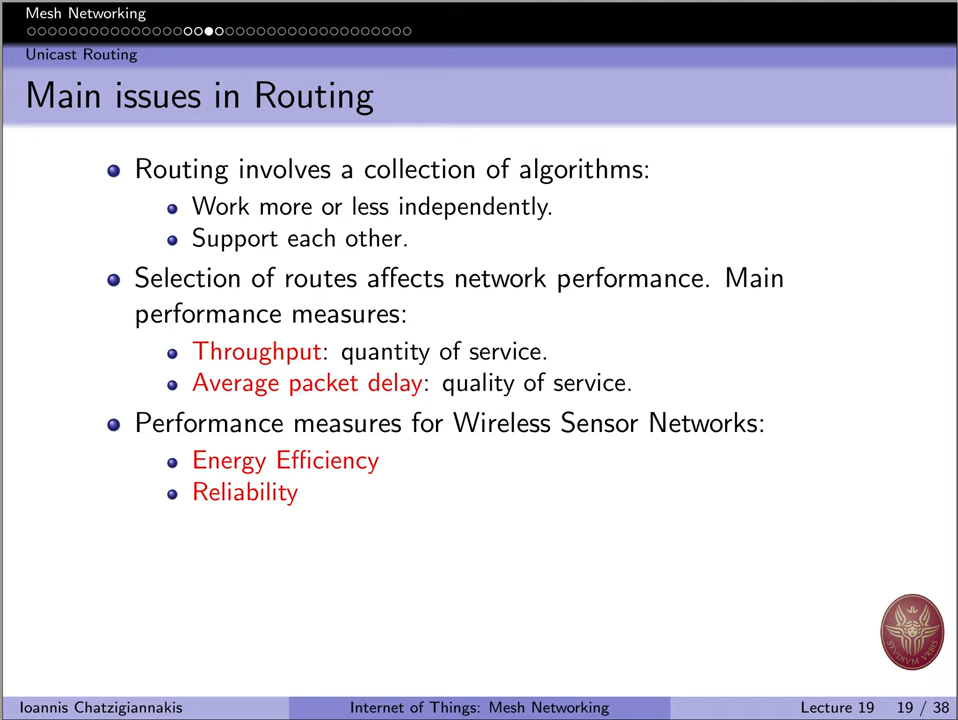 Mesh Networking
Unicast Routing
Main issues in Routing
Routing involves a collection of algorithms:
Work more or less independently.
Support each other.
Selection of routes affects network performance. Main
performance measures:
Throughput: quantity of service.
Average packet delay: quality of service.
Performance measures for Wireless Sensor Networks:
Energy Efficiency
Reliability
STVDIVM VRBIS
Ioannis Chatzigiannakis
Internet of Things: Mesh Networking
Lecture 19
19 / 38